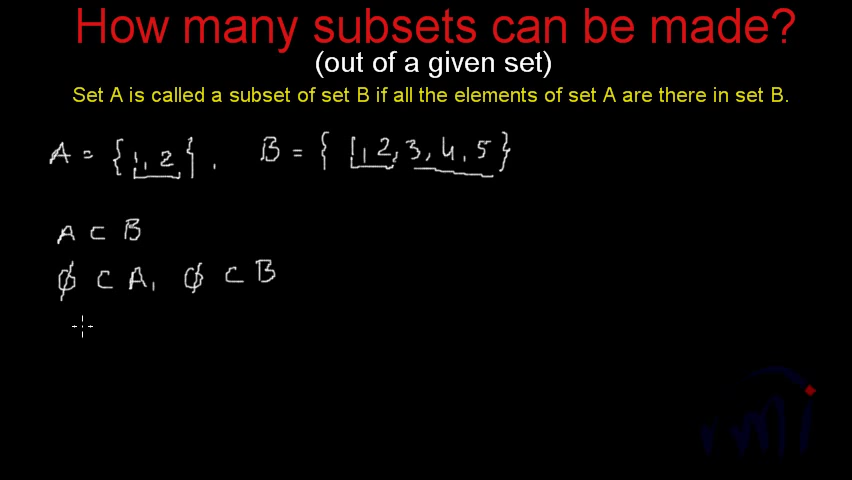 How many subsets can be made?
(out of a given set)
Set A is called a subset of set B if all the elements of set A are there in set B.
A = {1, 2}, B = {1, 2, 3, 4, 5}
A ⊂ B
∅ ⊂ A, ∅ ⊂ B
rmi